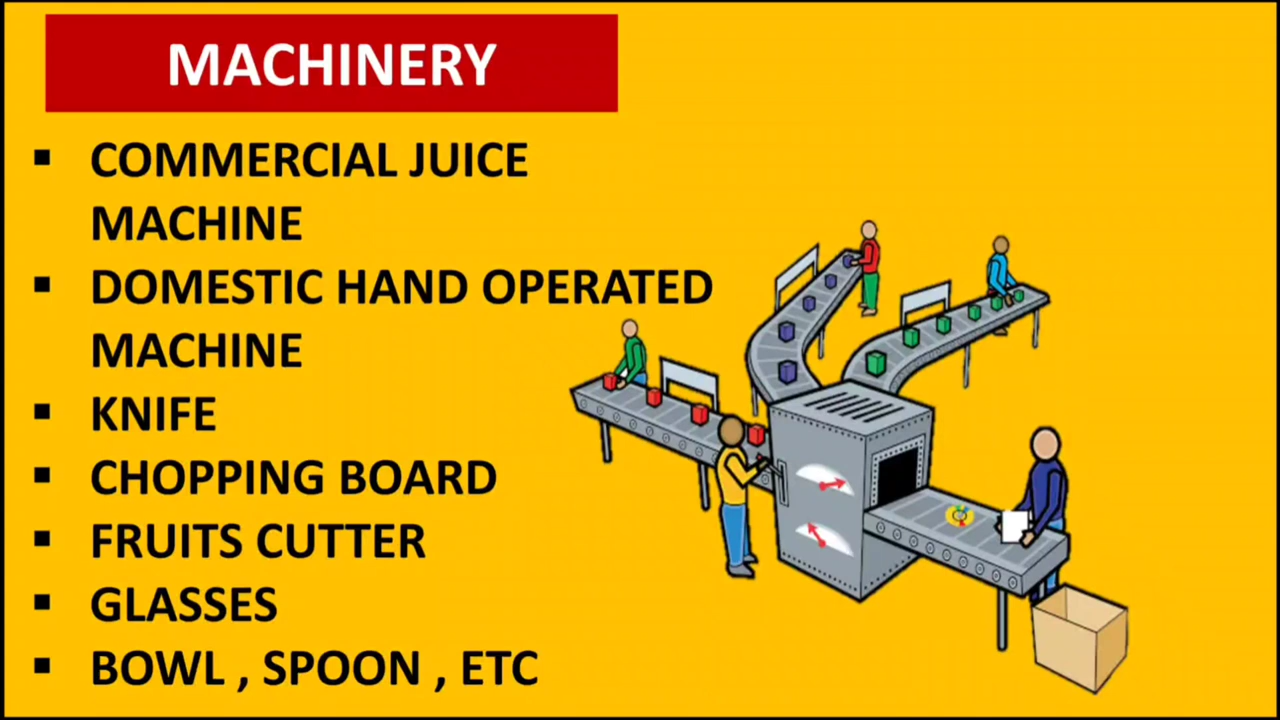 MACHINERY
▪ COMMERCIAL JUICE
MACHINE
▪ DOMESTIC HAND OPERATED
MACHINE
▪ KNIFE
▪ CHOPPING BOARD
▪ FRUITS CUTTER
▪ GLASSES
▪ BOWL , SPOON , ETC